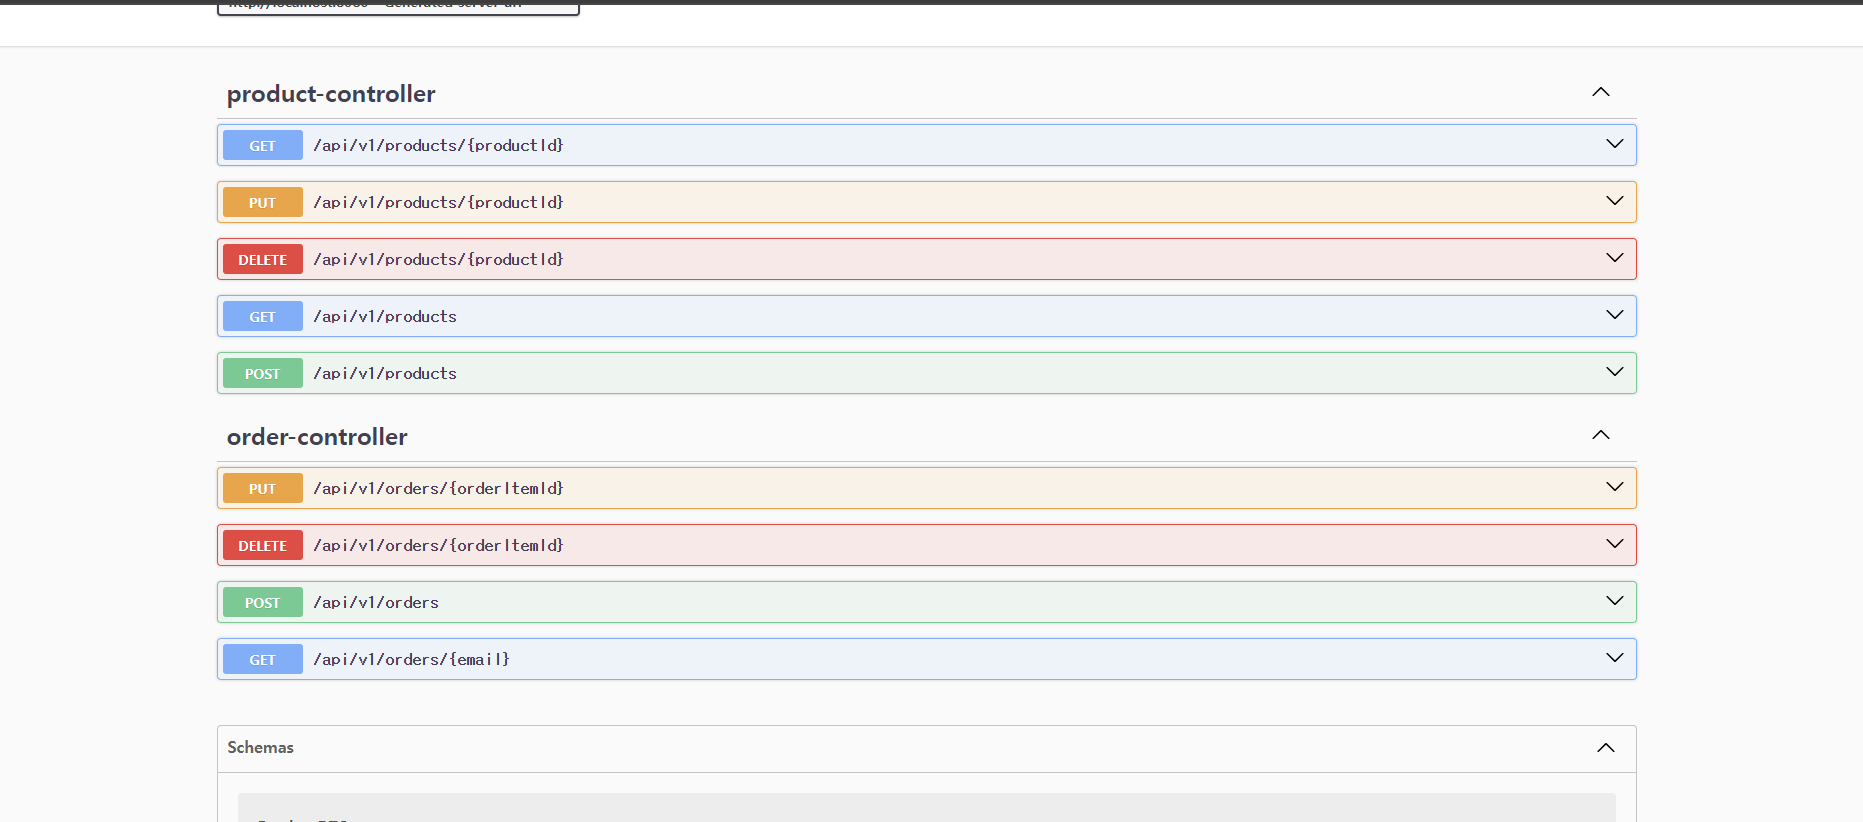 product-controller
GET /api/v1/products/{productId}
PUT /api/v1/products/{productId}
DELETE /api/v1/products/{productId}
GET /api/v1/products
POST /api/v1/products
order-controller
PUT /api/v1/orders/{orderItemId}
DELETE /api/v1/orders/{orderItemId}
POST /api/v1/orders
GET /api/v1/orders/{email}
Schemas